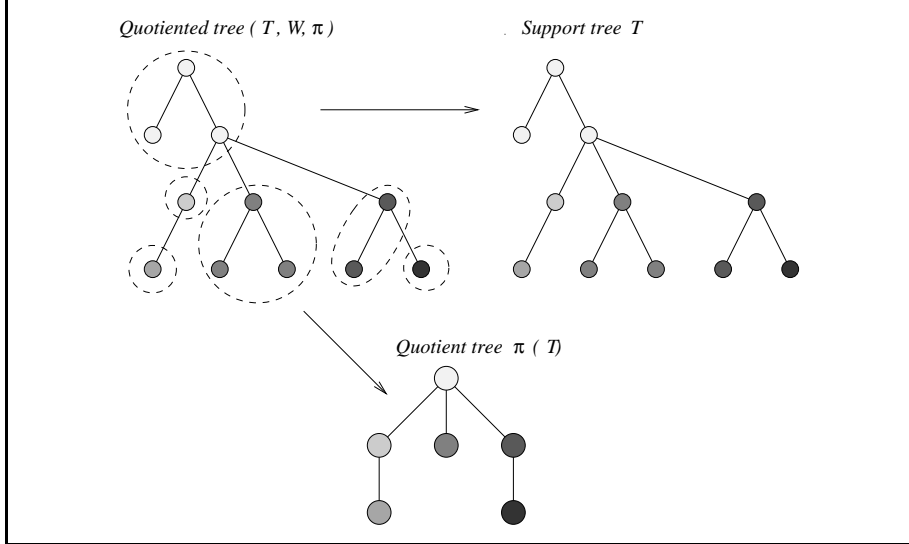 Quotiented tree ( T , W, π )
Support tree T
Quotient tree π ( T)